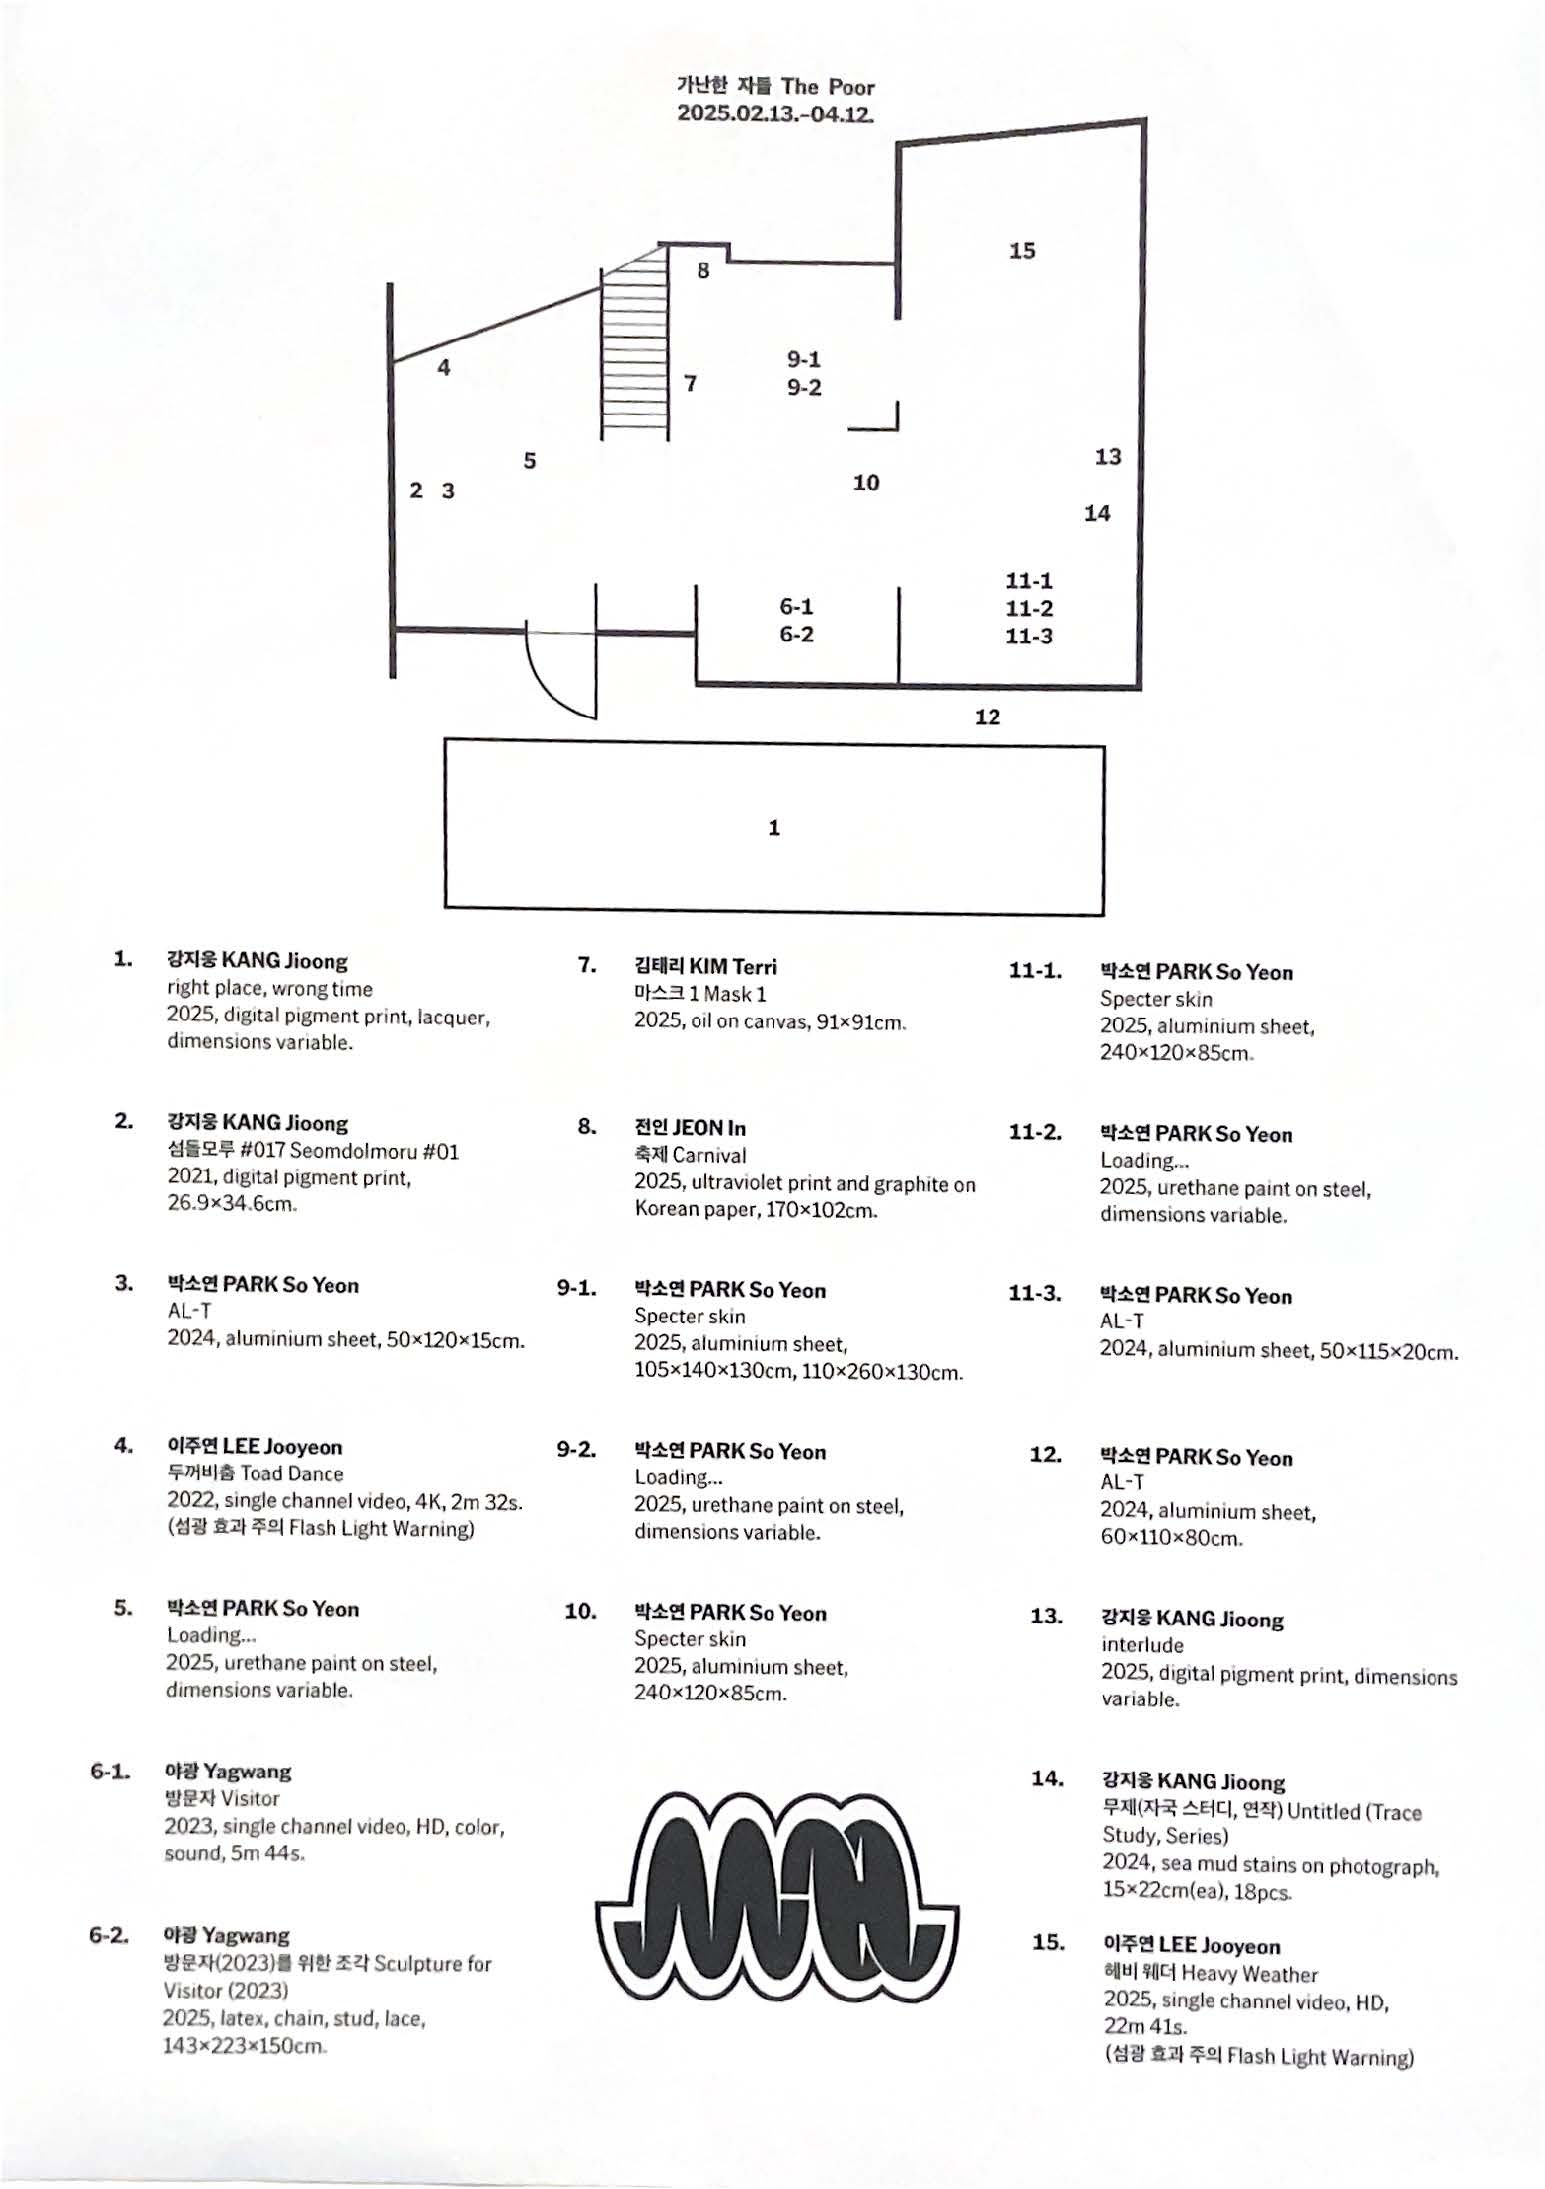 가난한 자들 The Poor
2025.02.13.-04.12.
15
8
9-1
9-2
4
7
5
13
2 3
10
14
11-1
11-2
11-3
6-1
6-2
12
1
1. 강지웅 KANG Jioong
right place, wrong time
2025, digital pigment print, lacquer,
dimensions variable.
2. 강지웅 KANG Jioong
섬돌모루 #017 Seomdolmoru #01
2021, digital pigment print,
26.9×34.6cm.
3. 박소연 PARK So Yeon
AL-T
2024, aluminium sheet, 50×120×15cm.
4. 이주연 LEE Jooyeon
두꺼비춤 Toad Dance
2022, single channel video, 4K, 2m 32s.
(섬광 효과 주의 Flash Light Warning)
5. 박소연 PARK So Yeon
Loading...
2025, urethane paint on steel,
dimensions variable.
6-1. 야광 Yagwang
방문자 Visitor
2023, single channel video, HD, color,
sound, 5m 44s.
6-2. 야광 Yagwang
방문자(2023)를 위한 조각 Sculpture for
Visitor (2023)
2025, latex, chain, stud, lace,
143×223×150cm.
7. 김태리 KIM Terri
마스크 1 Mask 1
2025, oil on canvas, 91×91cm.
8. 전인 JEON In
축제 Carnival
2025, ultraviolet print and graphite on
Korean paper, 170×102cm.
9-1. 박소연 PARK So Yeon
Specter skin
2025, aluminium sheet,
105×140×130cm, 110×260×130cm.
9-2. 박소연 PARK So Yeon
Loading...
2025, urethane paint on steel,
dimensions variable.
10. 박소연 PARK So Yeon
Specter skin
2025, aluminium sheet,
240×120×85cm.
11-1. 박소연 PARK So Yeon
Specter skin
2025, aluminium sheet,
240×120×85cm.
11-2. 박소연 PARK So Yeon
Loading...
2025, urethane paint on steel,
dimensions variable.
11-3. 박소연 PARK So Yeon
AL-T
2024, aluminium sheet, 50×115×20cm.
12. 박소연 PARK So Yeon
AL-T
2024, aluminium sheet,
60×110×80cm.
13. 강지웅 KANG Jioong
interlude
2025, digital pigment print, dimensions
variable.
14. 강지웅 KANG Jioong
무제(자국 스터디, 연작) Untitled (Trace
Study, Series)
2024, sea mud stains on photograph,
15×22cm(ea), 18pcs.
15. 이주연 LEE Jooyeon
헤비 웨더 Heavy Weather
2025, single channel video, HD,
22m 41s.
(섬광 효과 주의 Flash Light Warning)